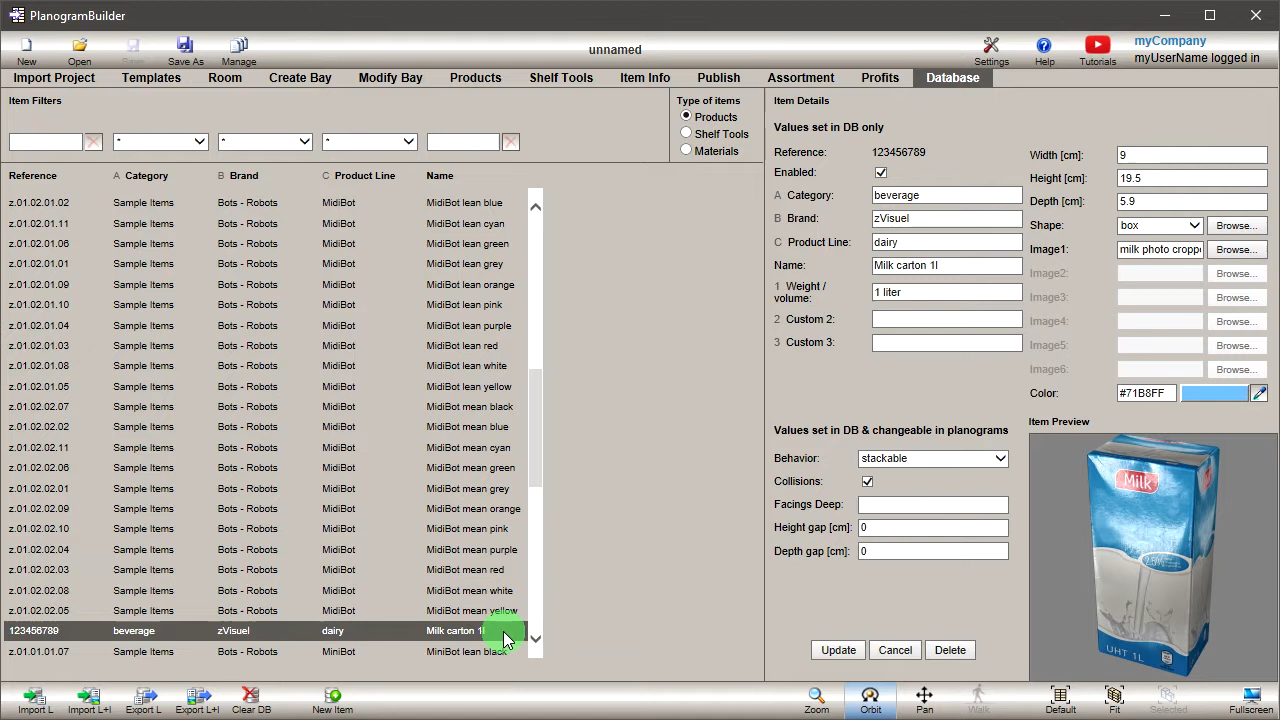 PlanogramBuilder
New Open Save Save As Manage
unnamed
Settings Help Tutorials
myCompany
myUserName logged in
Import Project Templates Room Create Bay Modify Bay Products Shelf Tools Item Info Publish Assortment Profits Database
Item Filters
* * *
Type of items
Products
Shelf Tools
Materials
Reference A Category B Brand C Product Line Name
z.01.02.01.02 Sample Items Bots - Robots MidiBot MidiBot lean blue
z.01.02.01.11 Sample Items Bots - Robots MidiBot MidiBot lean cyan
z.01.02.01.06 Sample Items Bots - Robots MidiBot MidiBot lean green
z.01.02.01.01 Sample Items Bots - Robots MidiBot MidiBot lean grey
z.01.02.01.09 Sample Items Bots - Robots MidiBot MidiBot lean orange
z.01.02.01.10 Sample Items Bots - Robots MidiBot MidiBot lean pink
z.01.02.01.04 Sample Items Bots - Robots MidiBot MidiBot lean purple
z.01.02.01.03 Sample Items Bots - Robots MidiBot MidiBot lean red
z.01.02.01.08 Sample Items Bots - Robots MidiBot MidiBot lean white
z.01.02.01.05 Sample Items Bots - Robots MidiBot MidiBot lean yellow
z.01.02.02.07 Sample Items Bots - Robots MidiBot MidiBot mean black
z.01.02.02.02 Sample Items Bots - Robots MidiBot MidiBot mean blue
z.01.02.02.11 Sample Items Bots - Robots MidiBot MidiBot mean cyan
z.01.02.02.06 Sample Items Bots - Robots MidiBot MidiBot mean green
z.01.02.02.01 Sample Items Bots - Robots MidiBot MidiBot mean grey
z.01.02.02.09 Sample Items Bots - Robots MidiBot MidiBot mean orange
z.01.02.02.10 Sample Items Bots - Robots MidiBot MidiBot mean pink
z.01.02.02.04 Sample Items Bots - Robots MidiBot MidiBot mean purple
z.01.02.02.03 Sample Items Bots - Robots MidiBot MidiBot mean red
z.01.02.02.08 Sample Items Bots - Robots MidiBot MidiBot mean white
z.01.02.02.05 Sample Items Bots - Robots MidiBot MidiBot mean yellow
123456789 beverage zVisuel dairy Milk carton 1l
z.01.01.01.07 Sample Items Bots - Robots MiniBot MiniBot lean black
Item Details
Values set in DB only
Reference: 123456789
Enabled:
A Category: beverage
B Brand: zVisuel
C Product Line: dairy
Name: Milk carton 1l
1 Weight /
volume: 1 liter
2 Custom 2:
3 Custom 3:
Values set in DB & changeable in planograms
Behavior: stackable
Collisions:
Facings Deep:
Height gap [cm]: 0
Depth gap [cm]: 0
Update Cancel Delete
Width [cm]: 9
Height [cm]: 19.5
Depth [cm]: 5.9
Shape: box Browse...
Image1: milk photo croppe Browse...
Image2: Browse...
Image3: Browse...
Image4: Browse...
Image5: Browse...
Image6: Browse...
Color: #71B8FF
Item Preview
Milk
UHT 1L
Import L Import L+I Export L Export L+I Clear DB New Item Zoom Orbit Pan Walk Default Fit Selected Fullscreen